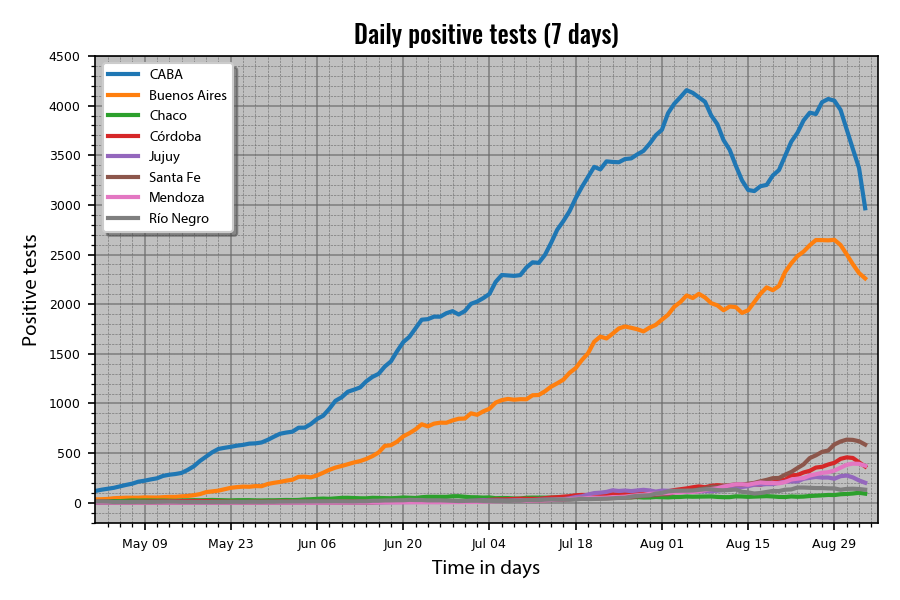 Daily positive tests (7 days)
4500
4000
3500
3000
2500
2000
1500
1000
500
0
Positive tests
CABA
Buenos Aires
Chaco
Córdoba
Jujuy
Santa Fe
Mendoza
Río Negro
May 09 May 23 Jun 06 Jun 20 Jul 04 Jul 18 Aug 01 Aug 15 Aug 29
Time in days